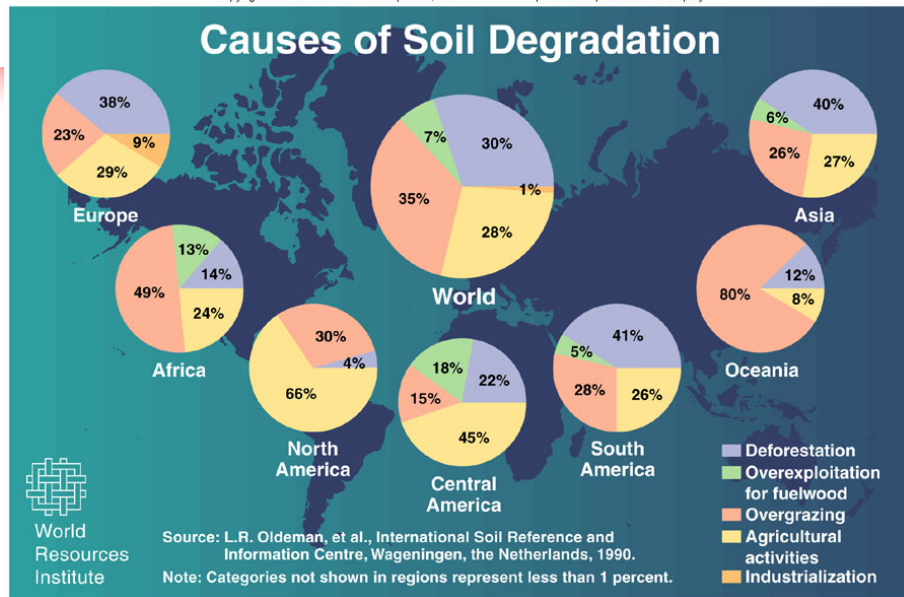 Causes of Soil Degradation
38%
23%
9%
29%
Europe
7%
30%
35%
1%
28%
World
40%
6%
26%
27%
Asia
13%
49%
14%
24%
Africa
30%
4%
66%
North
America
18%
22%
15%
45%
Central
America
41%
5%
28%
26%
South
America
12%
80%
8%
Oceania
Deforestation
Overexploitation
for fuelwood
Overgrazing
Agricultural
activities
Industrialization
World
Resources
Institute
Source: L.R. Oldeman, et al., International Soil Reference and
Information Centre, Wageningen, the Netherlands, 1990.
Note: Categories not shown in regions represent less than 1 percent.